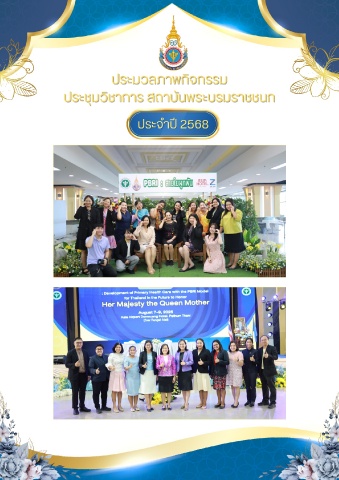 ประมวลภาพกิจกรรม
ประชุมวิชาการ สถาบันพระบรมราชชนก
ประจำปี 2568
PBRI
Development of Primary Health Care with the PBRI Model
for Thailand in the Future to Honor
Her Majesty the Queen Mother
August 7-8, 2025